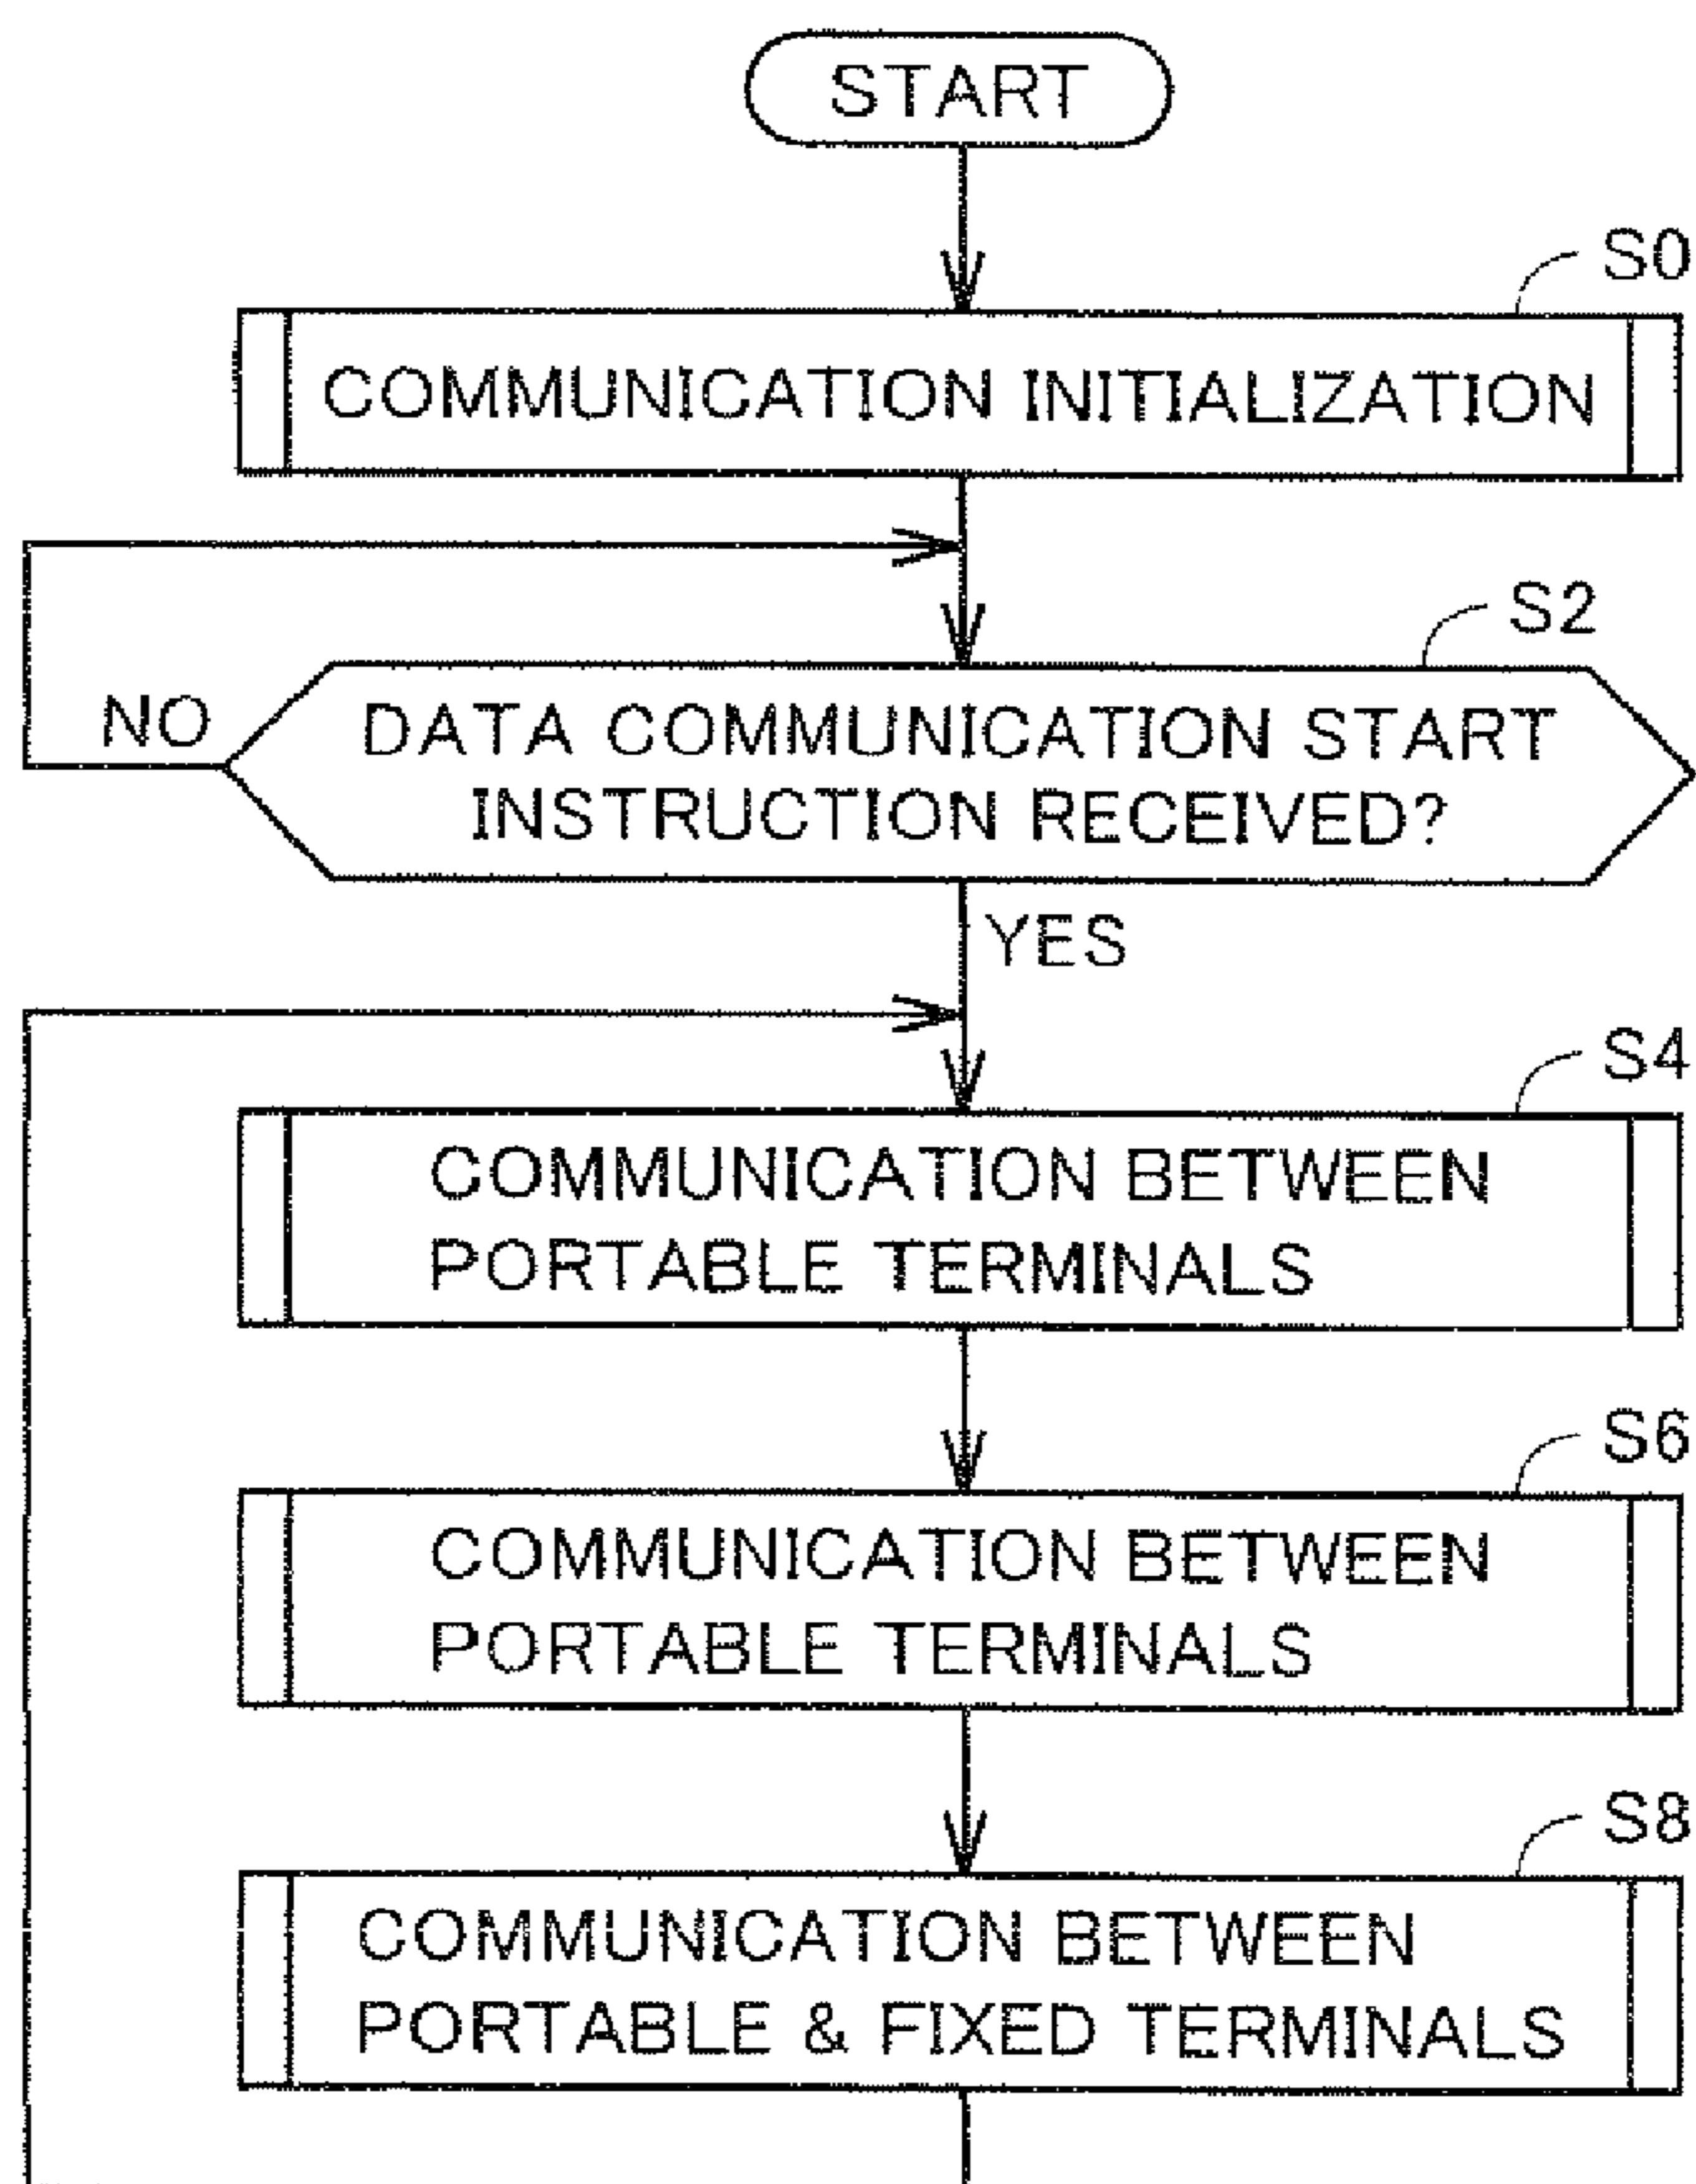 START
S0
COMMUNICATION INITIALIZATION
S2
NO
DATA COMMUNICATION START
INSTRUCTION RECEIVED?
YES
S4
COMMUNICATION BETWEEN
PORTABLE TERMINALS
S6
COMMUNICATION BETWEEN
PORTABLE TERMINALS
S8
COMMUNICATION BETWEEN
PORTABLE & FIXED TERMINALS